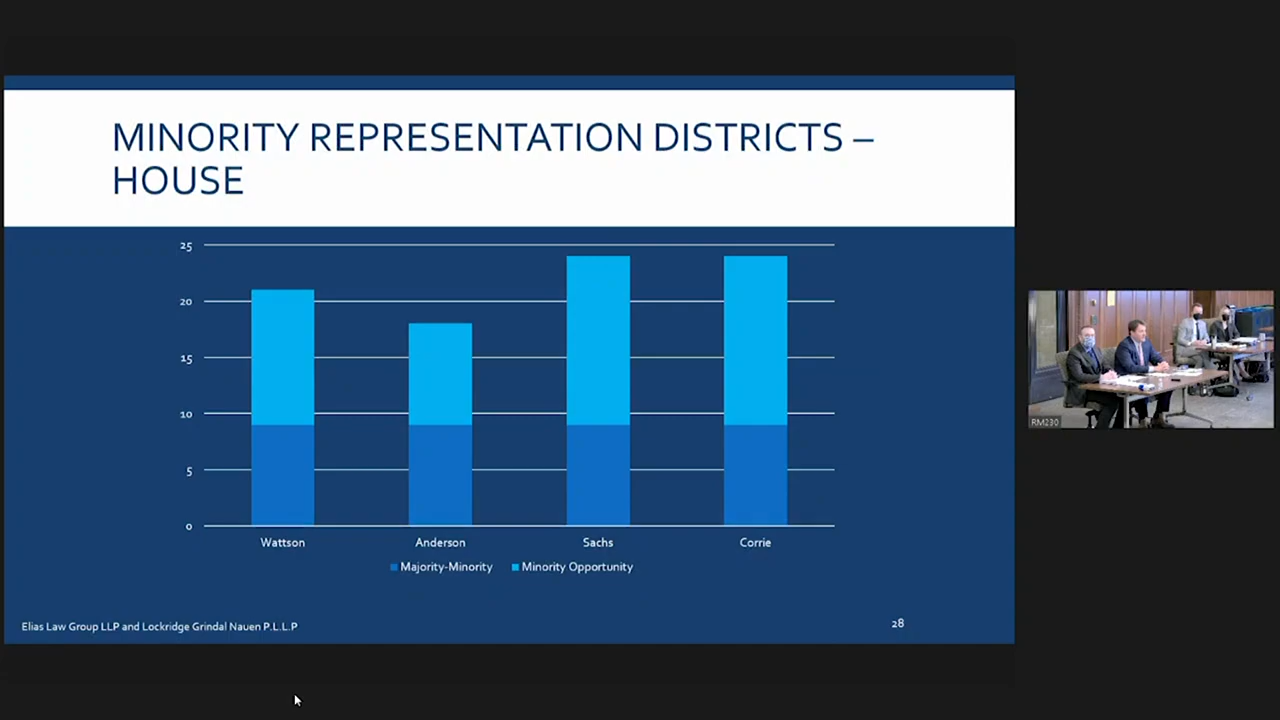 MINORITY REPRESENTATION DISTRICTS –
HOUSE
25
20
15
10
5
0
Wattson
Anderson
Sachs
Corrie
Majority-Minority
Minority Opportunity
Elias Law Group LLP and Lockridge Grindal Nauen P.L.L.P
28
RM230